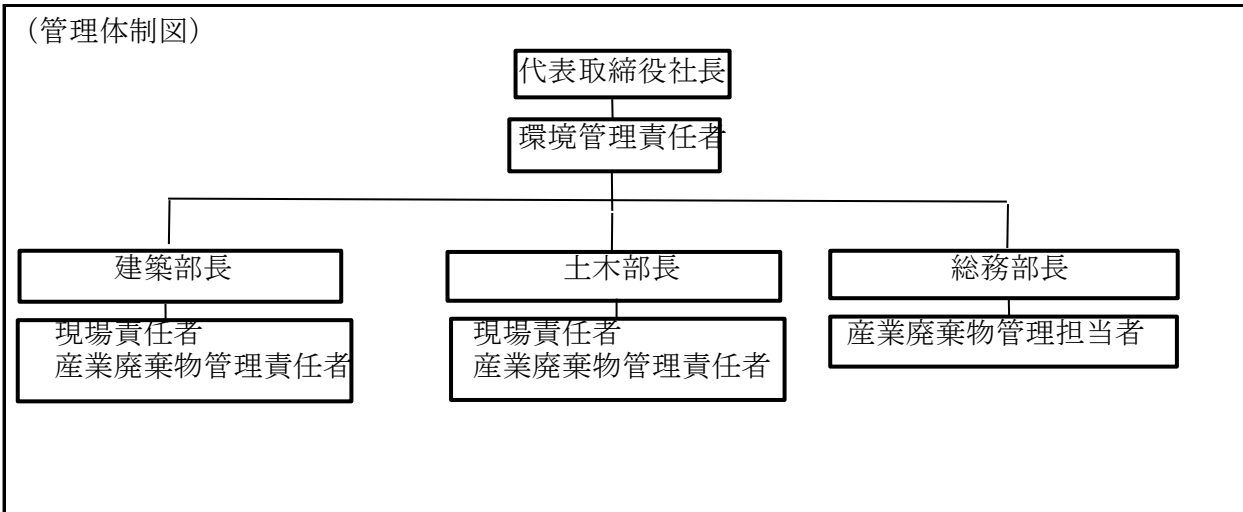 （管理体制図）
代表取締役社長
環境管理責任者
建築部長
土木部長
総務部長
現場責任者
産業廃棄物管理責任者
現場責任者
産業廃棄物管理責任者
産業廃棄物管理担当者